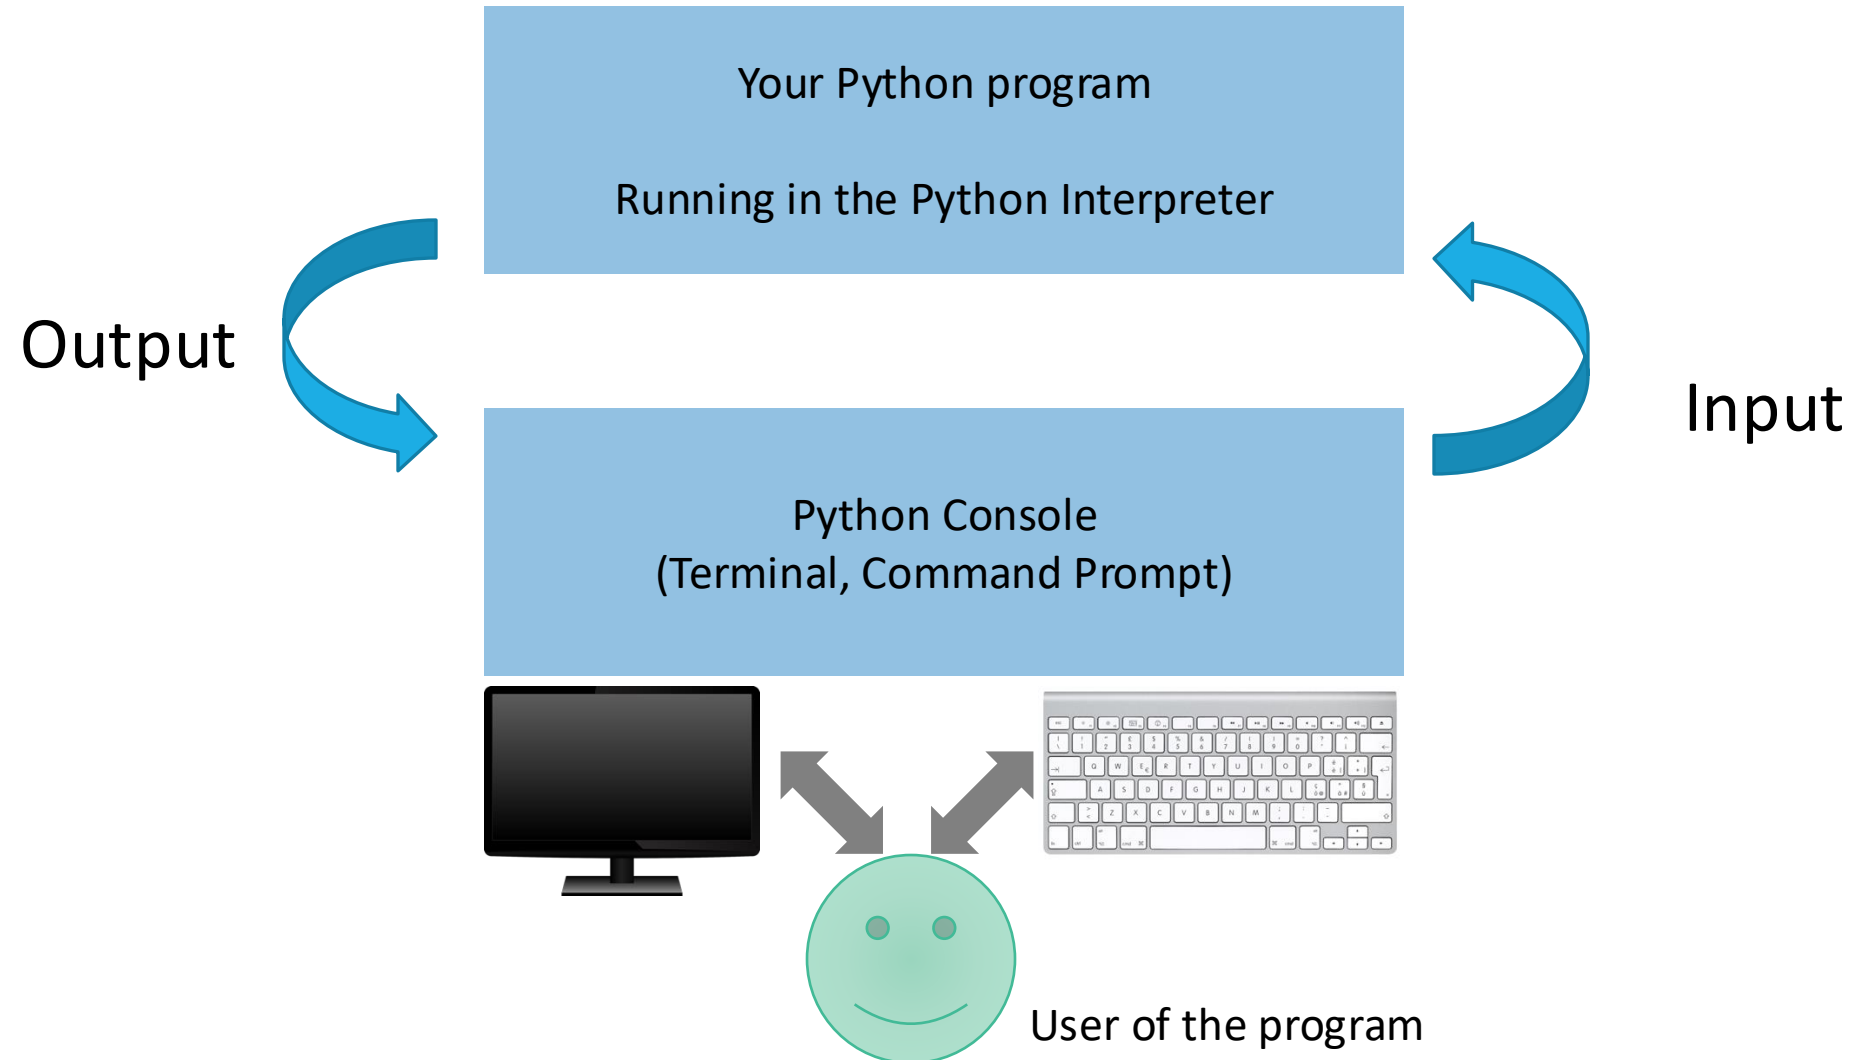 Your Python program
Running in the Python Interpreter
Output
Input
Python Console
(Terminal, Command Prompt)
User of the program